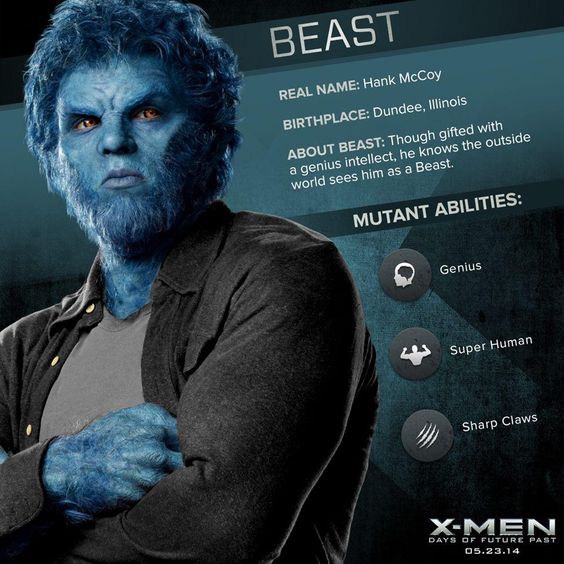 BEAST
REAL NAME: Hank McCoy
BIRTHPLACE: Dundee, Illinois
ABOUT BEAST: Though gifted with
a genius intellect, he knows the outside
world sees him as a Beast.
MUTANT ABILITIES:
Genius
Super Human
Sharp Claws
X-MEN
DAYS OF FUTURE PAST
05.23.14